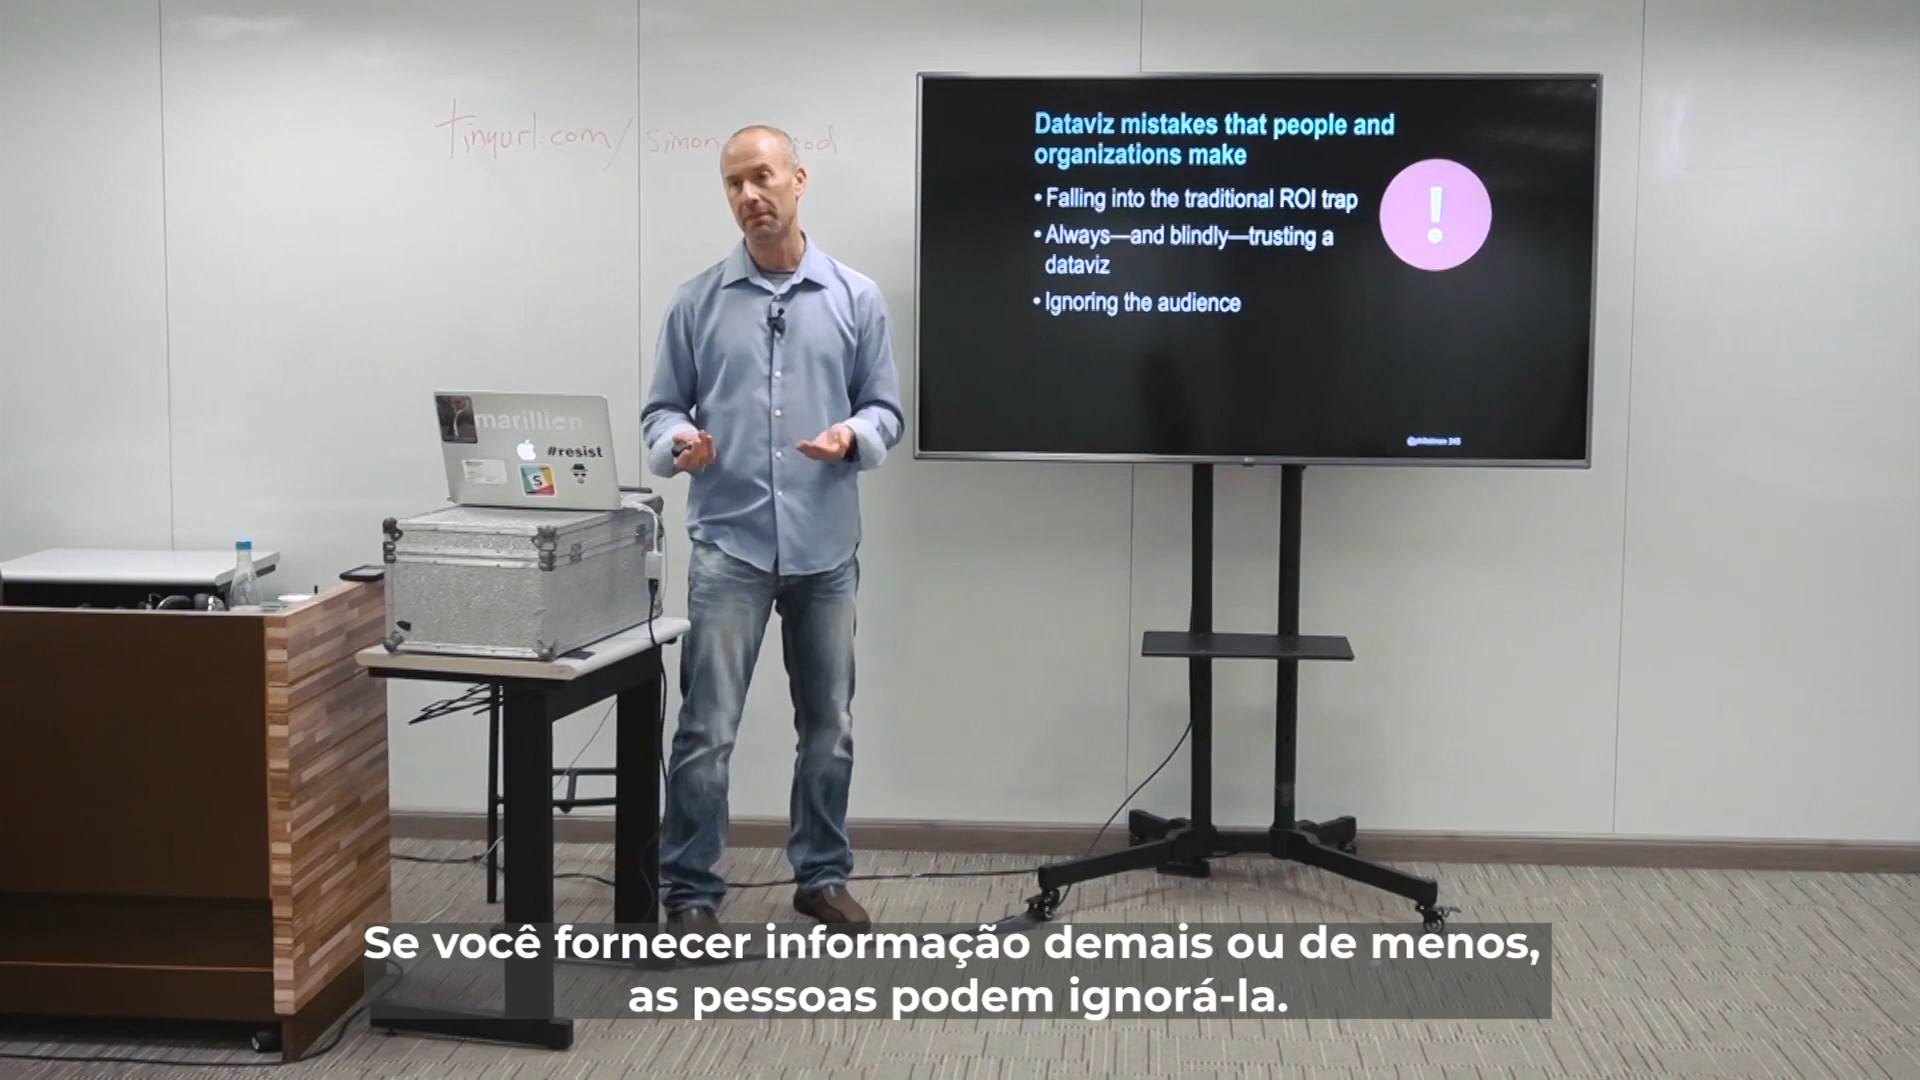 tinyurl.com/simon
Dataviz mistakes that people and
organizations make
• Falling into the traditional ROI trap
• Always—and blindly—trusting a
dataviz
• Ignoring the audience
!
marillion
#resist
S
Se você fornecer informação demais ou de menos,
as pessoas podem ignorá-la.